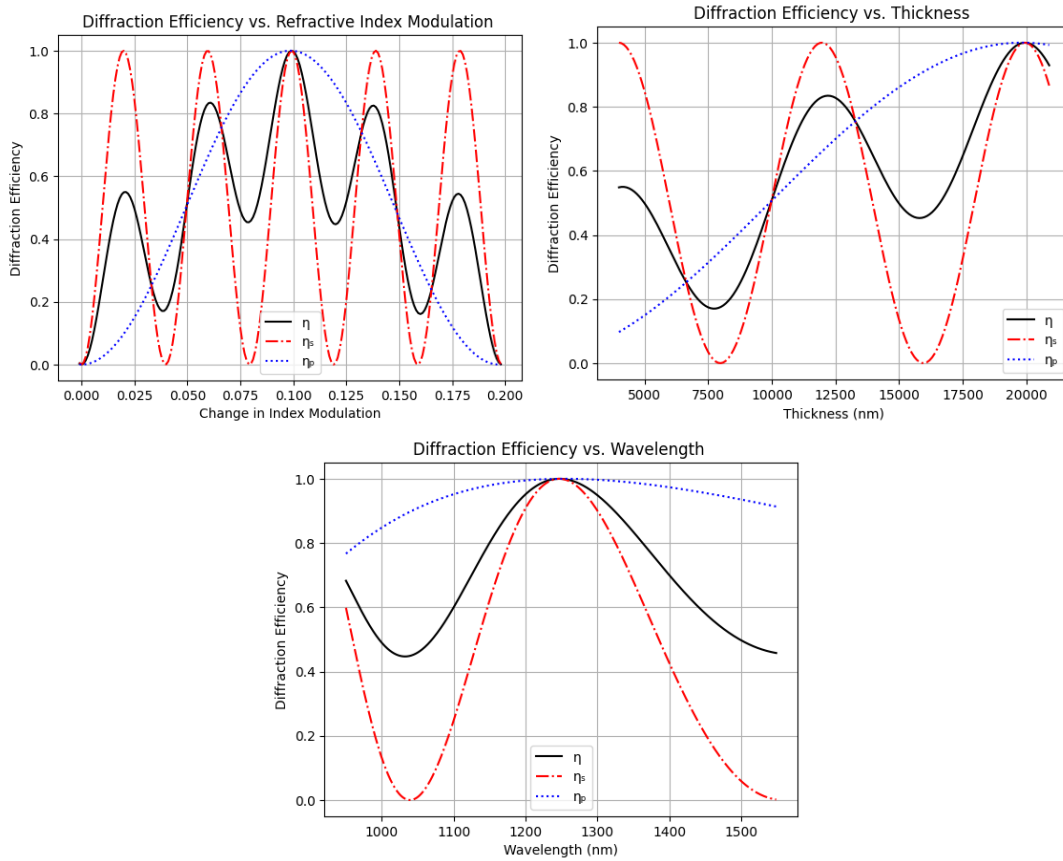 Diffraction Efficiency vs. Refractive Index Modulation
Diffraction Efficiency
1.0
0.8
0.6
0.4
0.2
0.0
η
ηₛ
ηₚ
0.000 0.025 0.050 0.075 0.100 0.125 0.150 0.175 0.200
Change in Index Modulation
Diffraction Efficiency vs. Thickness
Diffraction Efficiency
1.0
0.8
0.6
0.4
0.2
0.0
η
ηₛ
ηₚ
5000 7500 10000 12500 15000 17500 20000
Thickness (nm)
Diffraction Efficiency vs. Wavelength
Diffraction Efficiency
1.0
0.8
0.6
0.4
0.2
0.0
η
ηₛ
ηₚ
1000 1100 1200 1300 1400 1500
Wavelength (nm)